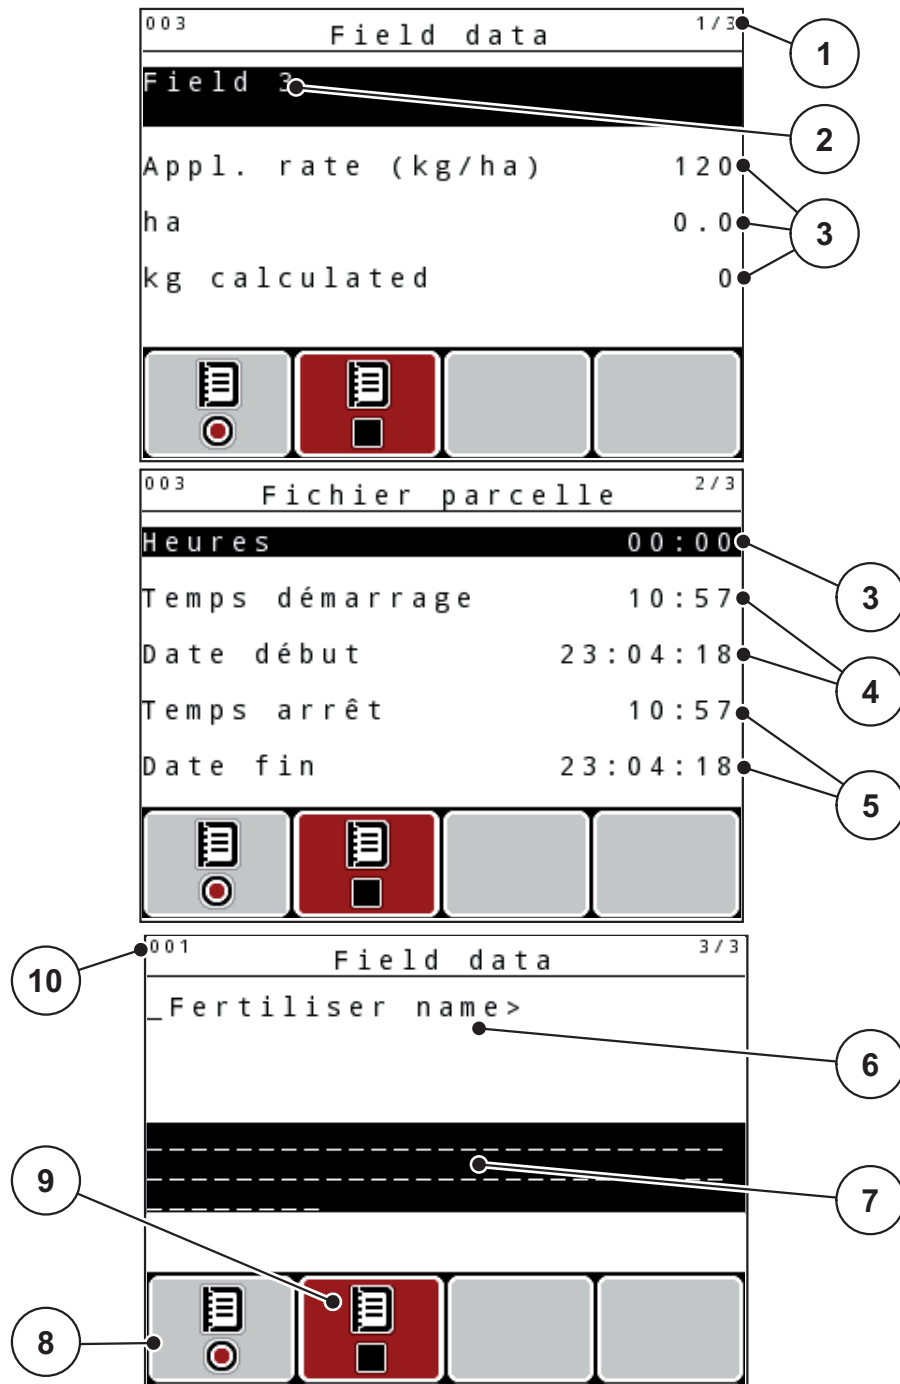 003 Field data 1/3
1
Field 3
2
Appl. rate (kg/ha) 120
ha 0.0
3
kg calculated 0
003 Fichier parcelle 2/3
Heures 00:00
3
Temps démarrage 10:57
Date début 23:04:18
4
Temps arrêt 10:57
Date fin 23:04:18
5
001 Field data 3/3
10
_Fertiliser name>
6
9
7
8